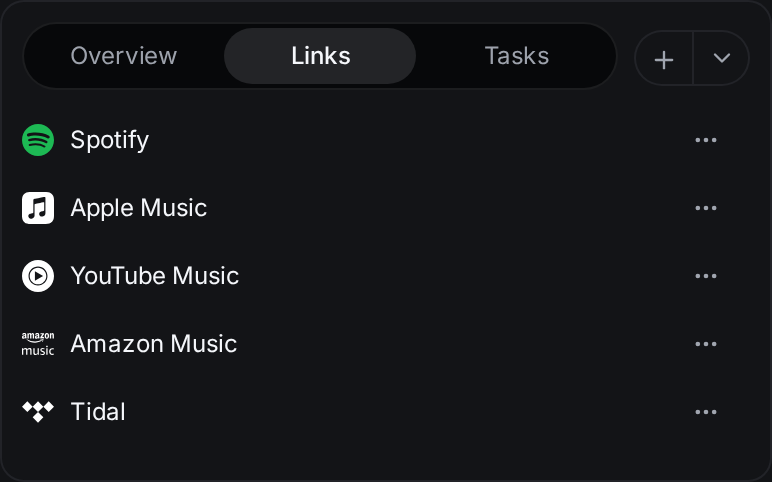 Overview Links Tasks
Spotify
Apple Music
YouTube Music
amazon
music
Amazon Music
Tidal